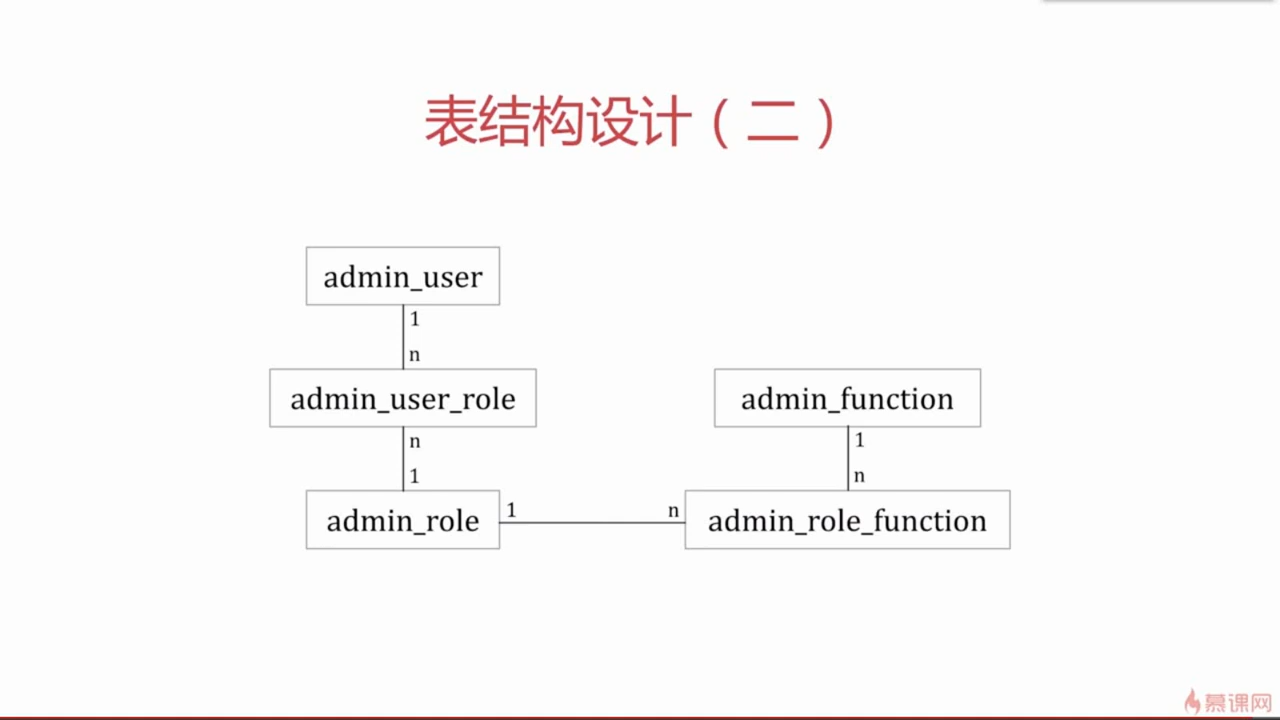 表结构设计（二）
admin_user
1
n
admin_user_role
n
1
admin_role
1
n
admin_role_function
admin_function
1
n
慕课网